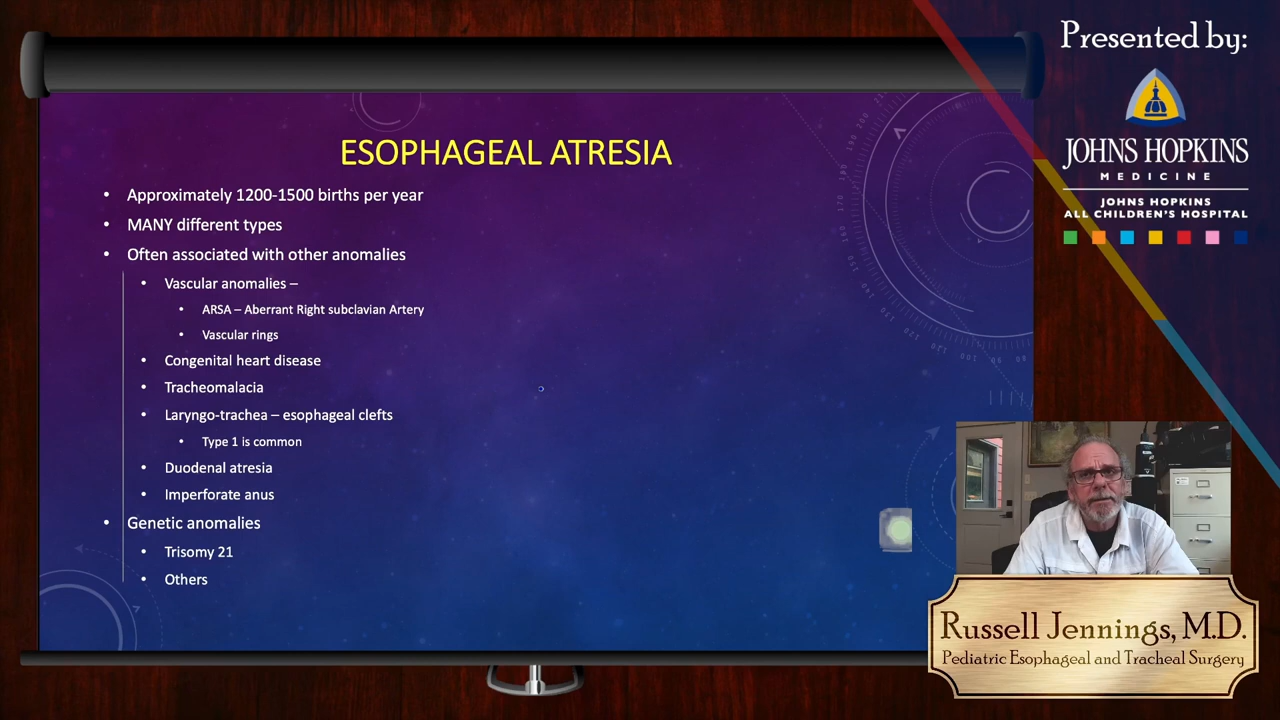 Presented by:
JOHNS HOPKINS
MEDICINE
JOHNS HOPKINS
ALL CHILDREN'S HOSPITAL
ESOPHAGEAL ATRESIA
• Approximately 1200-1500 births per year
• MANY different types
• Often associated with other anomalies
• Vascular anomalies –
• ARSA – Aberrant Right subclavian Artery
• Vascular rings
• Congenital heart disease
• Tracheomalacia
• Laryngo-trachea – esophageal clefts
• Type 1 is common
• Duodenal atresia
• Imperforate anus
• Genetic anomalies
• Trisomy 21
• Others
Russell Jennings, M.D.
Pediatric Esophageal and Tracheal Surgery